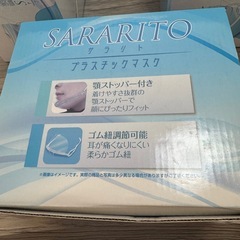 SARARITO
サラリト
プラスチックマスク
顎ストッパー付き
着けやすさ抜群の
顎ストッパーで
顔にぴったりフィット
ゴム紐調節可能
耳が痛くなりにくい
柔らかゴム紐